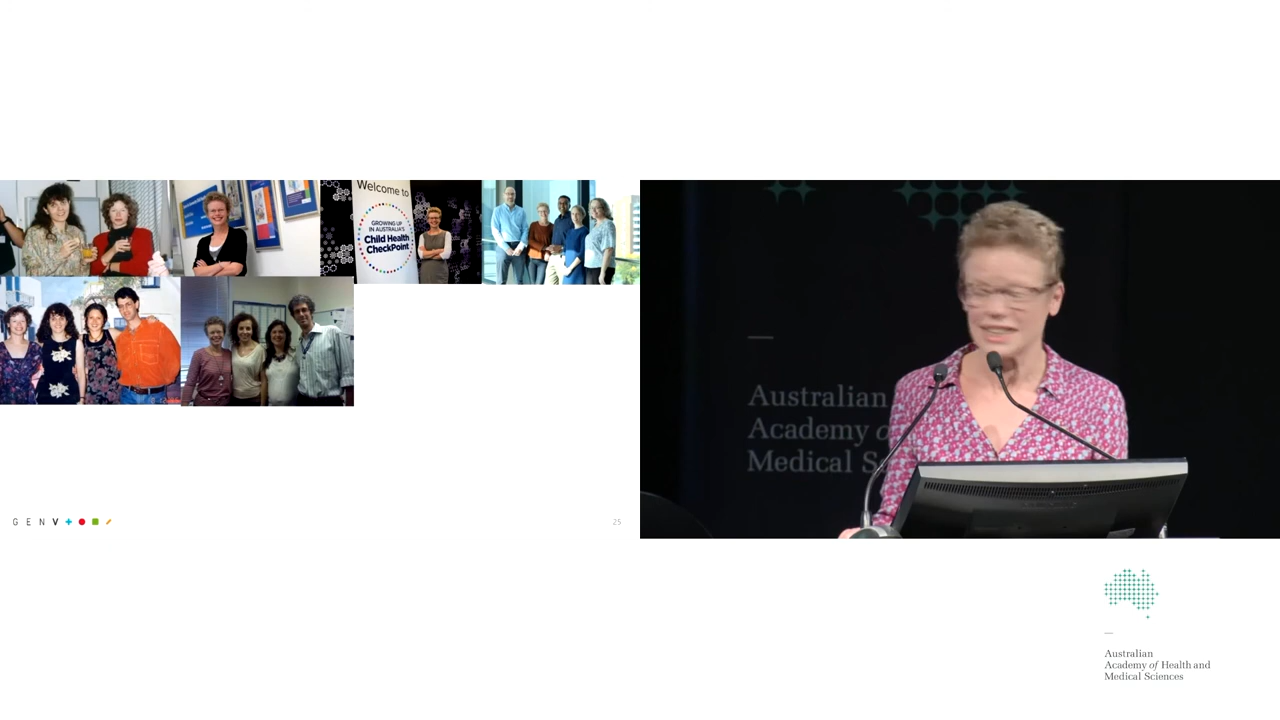 Welcome to
GROWING UP
IN AUSTRALIA'S
Child Health
CheckPoint
GENV
25
Australian
Academy o
Medical S
Australian
Academy of Health and
Medical Sciences